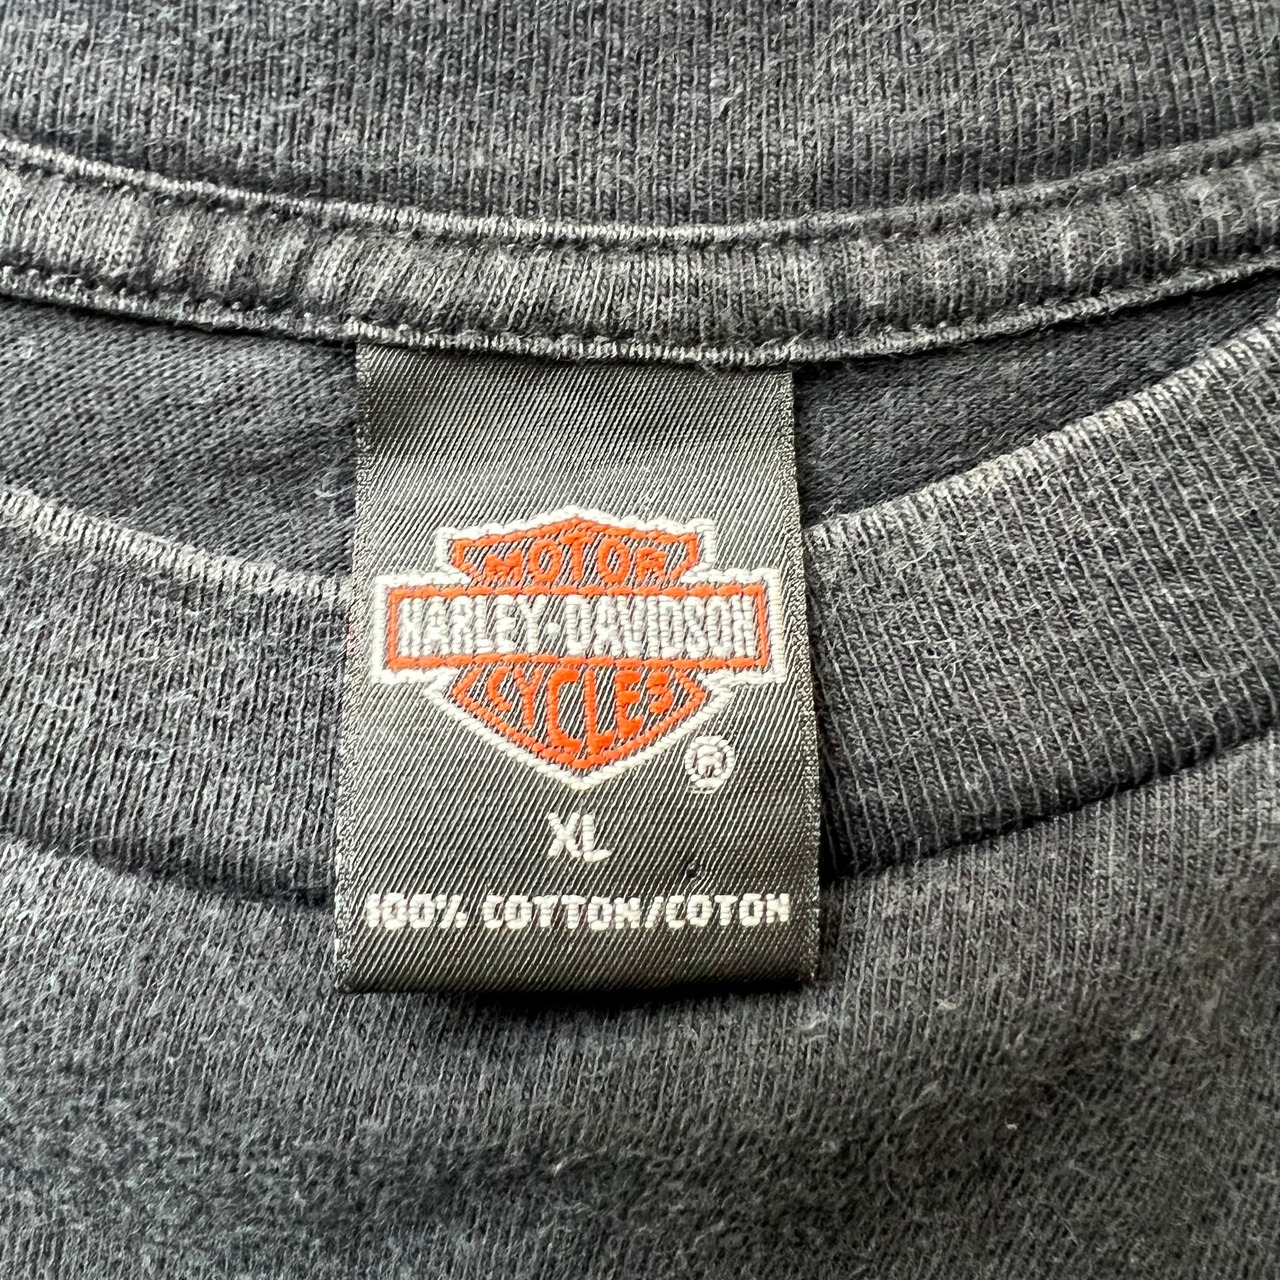 MOTOR
HARLEY-DAVIDSON
CYCLES
®
XL
100% COTTON/COTON